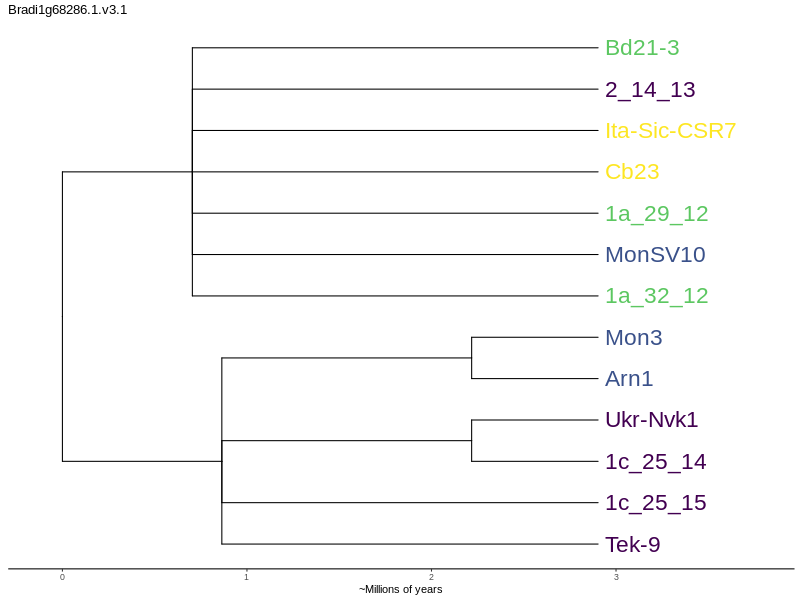 Bradi1g68286.1.v3.1
Bd21-3
2_14_13
Ita-Sic-CSR7
Cb23
1a_29_12
MonSV10
1a_32_12
Mon3
Arn1
Ukr-Nvk1
1c_25_14
1c_25_15
Tek-9
0 1 2 3
~Millions of years